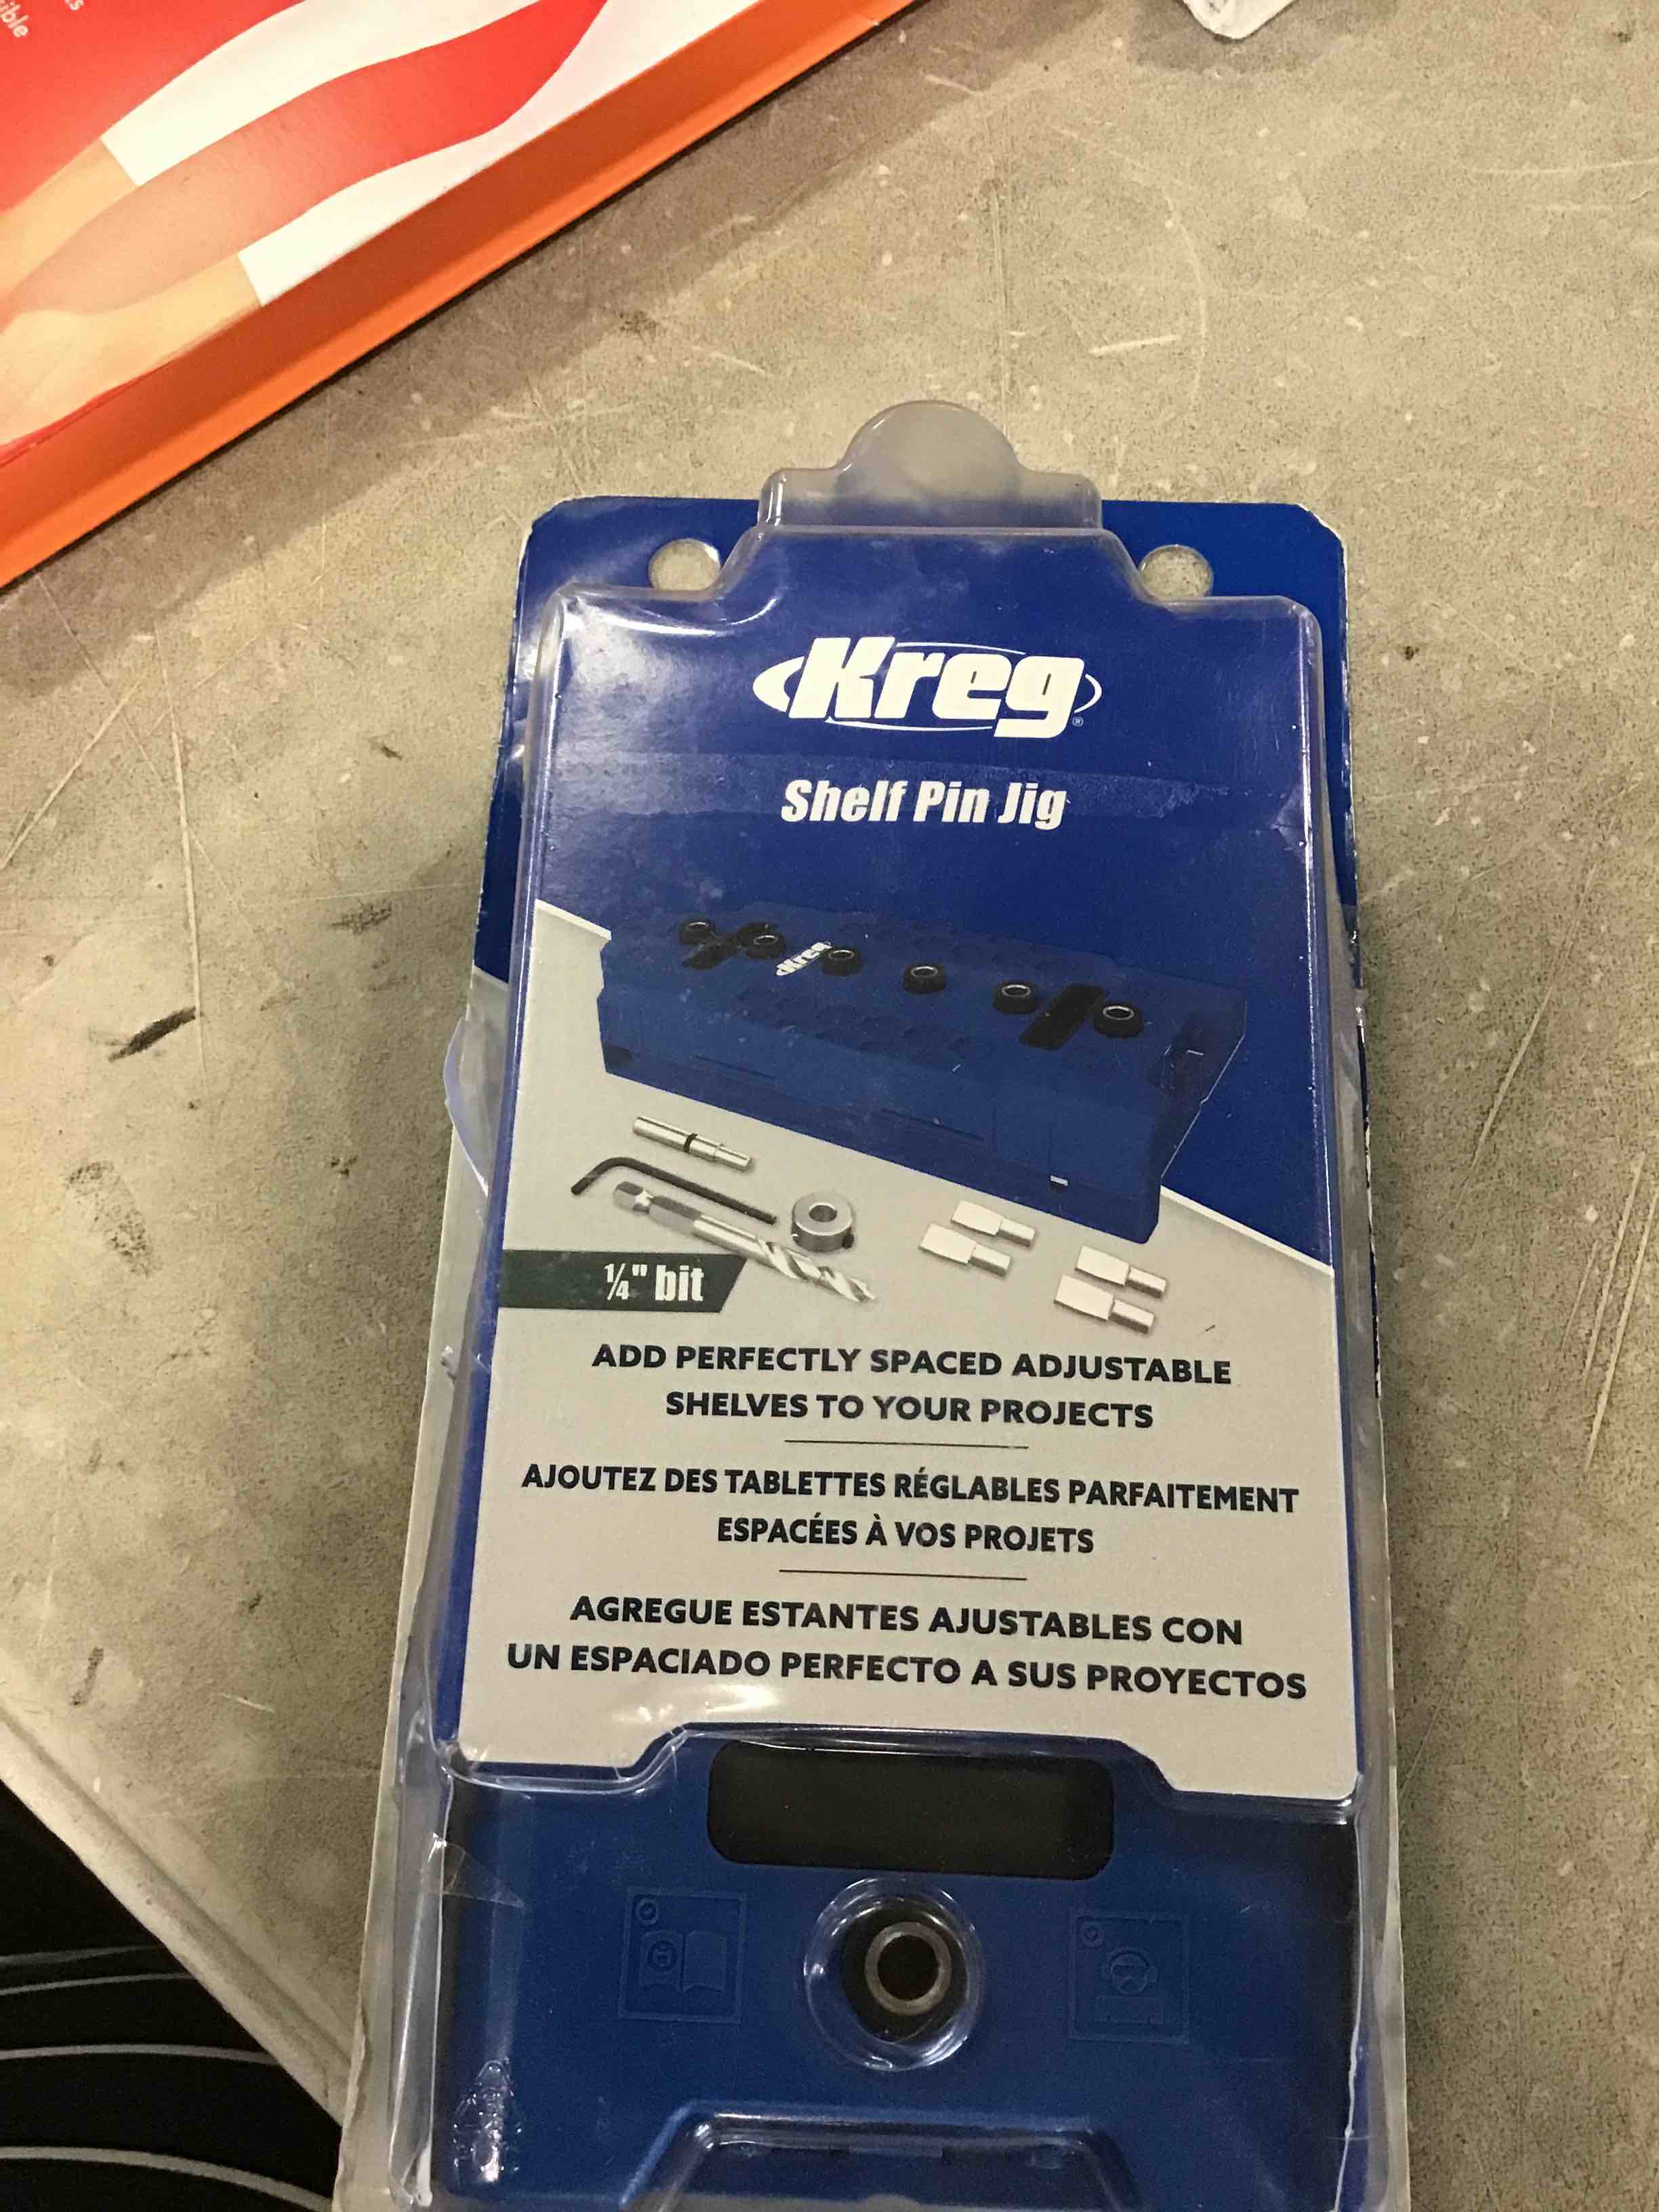 Kreg
Shelf Pin Jig
Kreg
1/4" bit
ADD PERFECTLY SPACED ADJUSTABLE
SHELVES TO YOUR PROJECTS
AJOUTEZ DES TABLETTES RÉGLABLES PARFAITEMENT
ESPACÉES À VOS PROJETS
AGREGUE ESTANTES AJUSTABLES CON
UN ESPACIADO PERFECTO A SUS PROYECTOS